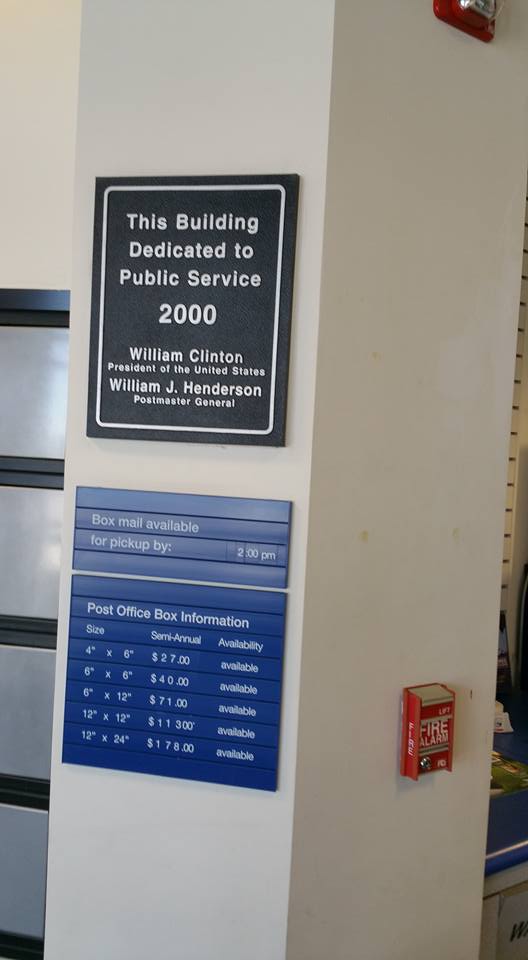 This Building
Dedicated to
Public Service
2000
William Clinton
President of the United States
William J. Henderson
Postmaster General
Box mail available
for pickup by: 2:00 pm
Post Office Box Information
Size Semi-Annual Availability
4" x 6" $27.00 available
6" x 6" $40.00 available
6" x 12" $71.00 available
12" x 12" $11300 available
12" x 24" $178.00 available
FIRE
LIFT
FIRE
ALARM